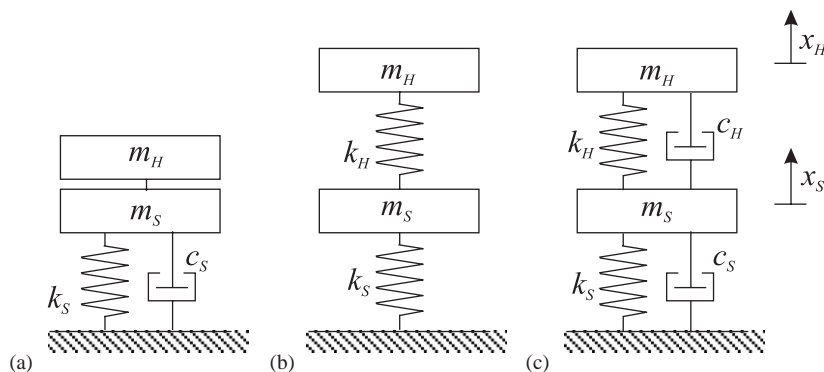 m_H
m_S
k_S
c_S
(a)
m_H
k_H
m_S
k_S
(b)
m_H
k_H
c_H
m_S
k_S
c_S
(c)
x_H
x_S